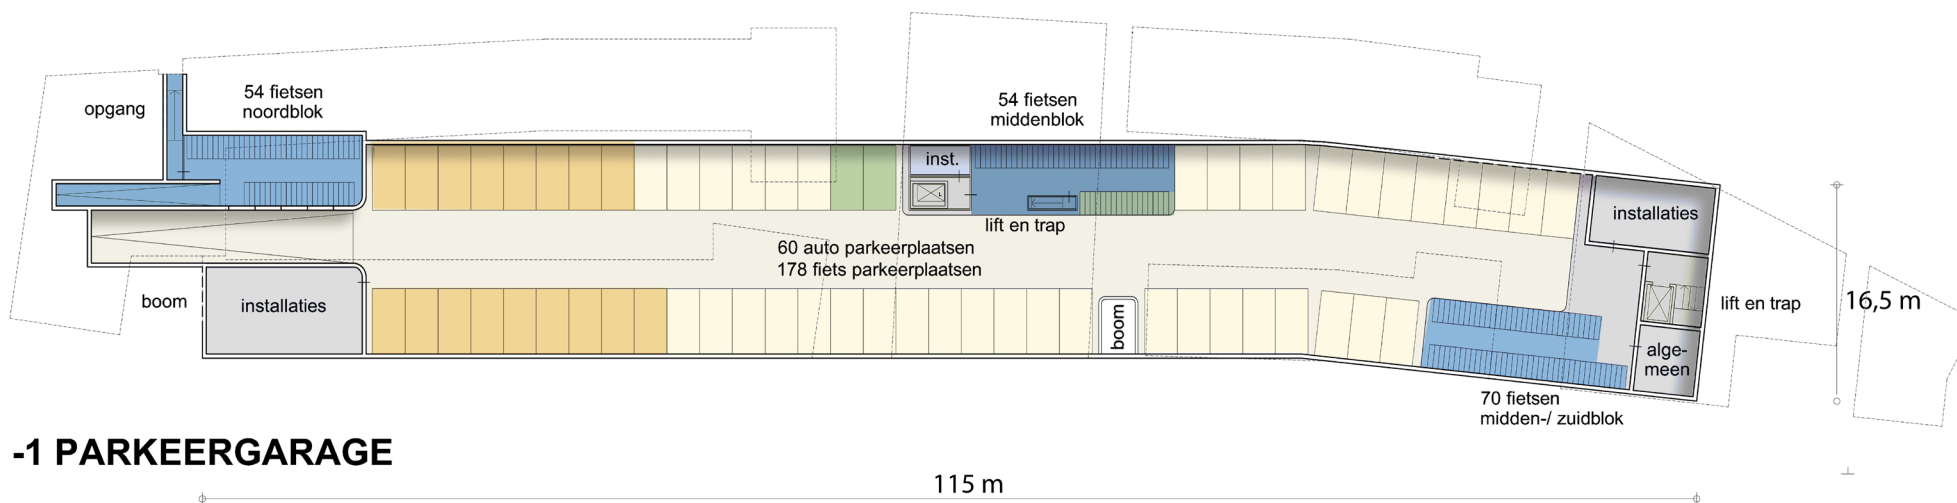 opgang
54 fietsen
noordblok
54 fietsen
middenblok
inst.
L
lift en trap
60 auto parkeerplaatsen
178 fiets parkeerplaatsen
installaties
boom
installaties
boom
lift en trap
16,5 m
alge-
meen
70 fietsen
midden-/ zuidblok
-1 PARKEERGARAGE
115 m